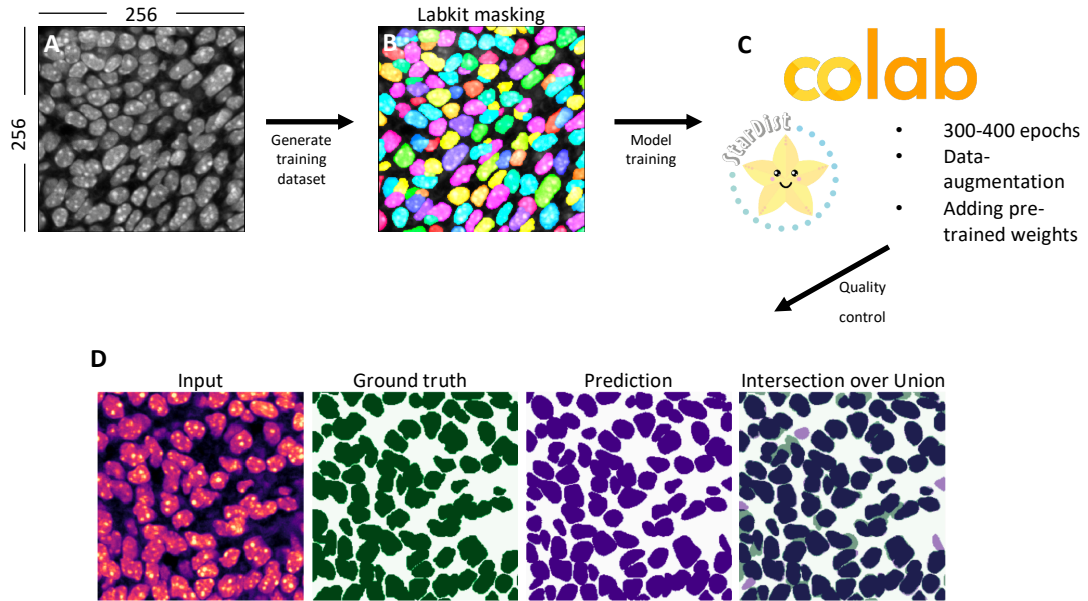 256
Labkit masking
256
A
B
C
colab
Generate
training
dataset
Model
training
StarDist
• 300-400 epochs
• Data-
augmentation
• Adding pre-
trained weights
Quality
control
D
Input
Ground truth
Prediction
Intersection over Union